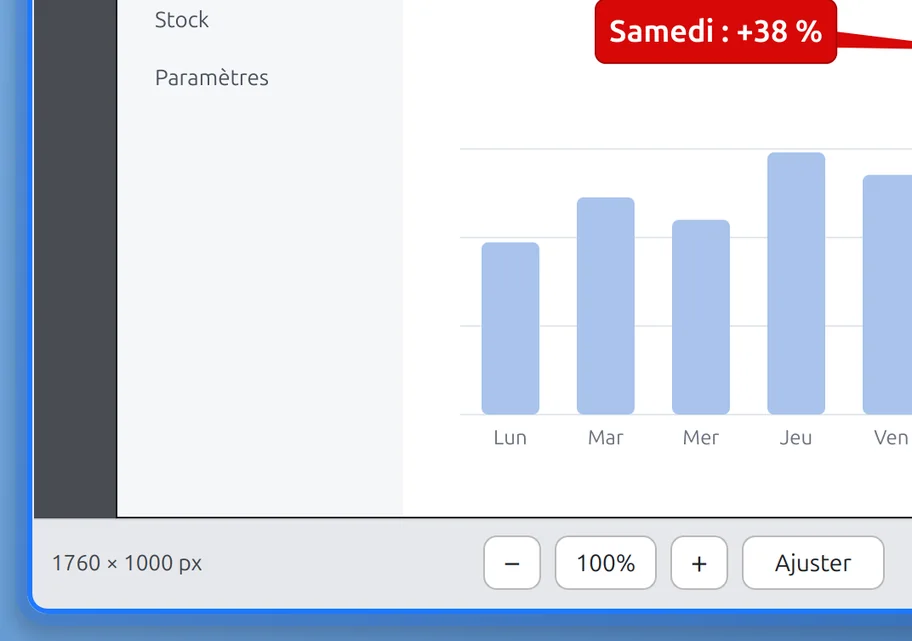 Stock
Samedi : +38 %
Paramètres
Lun Mar Mer Jeu Ven
1760 × 1000 px − 100% + Ajuster